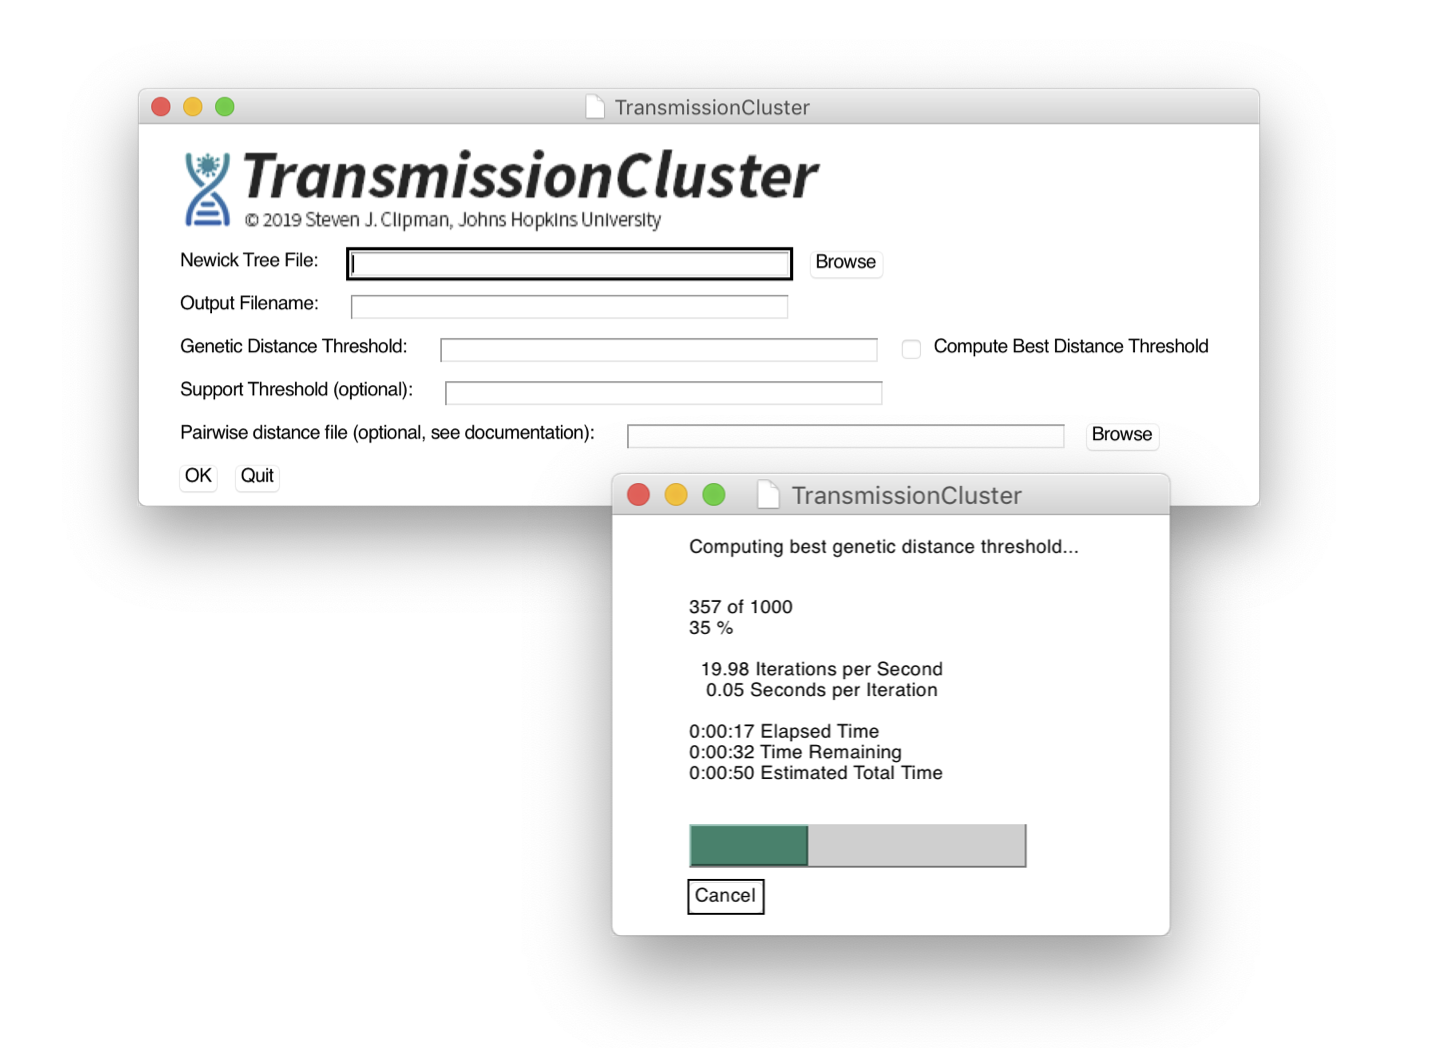 TransmissionCluster
TransmissionCluster
© 2019 Steven J. Clipman, Johns Hopkins University
Newick Tree File:
Browse
Output Filename:
Genetic Distance Threshold:
Compute Best Distance Threshold
Support Threshold (optional):
Pairwise distance file (optional, see documentation):
Browse
OK
Quit
TransmissionCluster
Computing best genetic distance threshold...
357 of 1000
35 %
19.98 Iterations per Second
0.05 Seconds per Iteration
0:00:17 Elapsed Time
0:00:32 Time Remaining
0:00:50 Estimated Total Time
Cancel